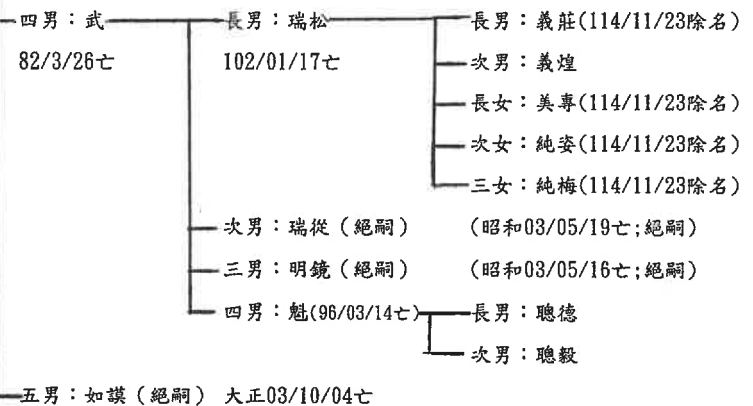 四男：武 長男：瑞松 長男：義莊(114/11/23除名)
82/3/26亡 102/01/17亡 次男：義煌
長女：美專(114/11/23除名)
次女：純姿(114/11/23除名)
三女：純梅(114/11/23除名)
次男：瑞從（絕嗣） (昭和03/05/19亡;絕嗣)
三男：明鏡（絕嗣） (昭和03/05/16亡;絕嗣)
四男：魁(96/03/14亡) 長男：聰德
次男：聰毅
五男：如謨（絕嗣） 大正03/10/04亡